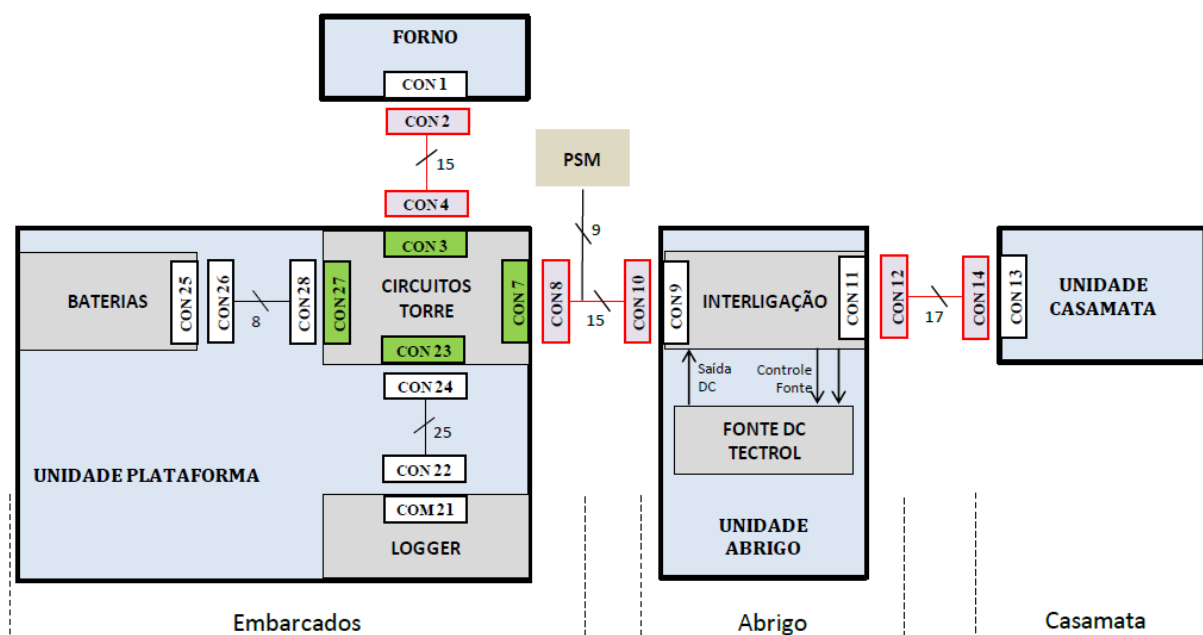 FORNO
CON 1
CON 2
15
PSM
CON 4
9
CON 3
BATERIAS
CON 25
CON 26
8
CON 28
CON 27
CIRCUITOS
TORRE
CON 7
CON 8
15
CON 10
CON 9
INTERLIGAÇÃO
CON 11
CON 12
17
CON 14
CON 13
UNIDADE
CASAMATA
CON 23
CON 24
25
CON 22
Saída
DC
Controle
Fonte
FONTE DC
TECTROL
UNIDADE PLATAFORMA
COM 21
LOGGER
UNIDADE
ABRIGO
Embarcados
Abrigo
Casamata